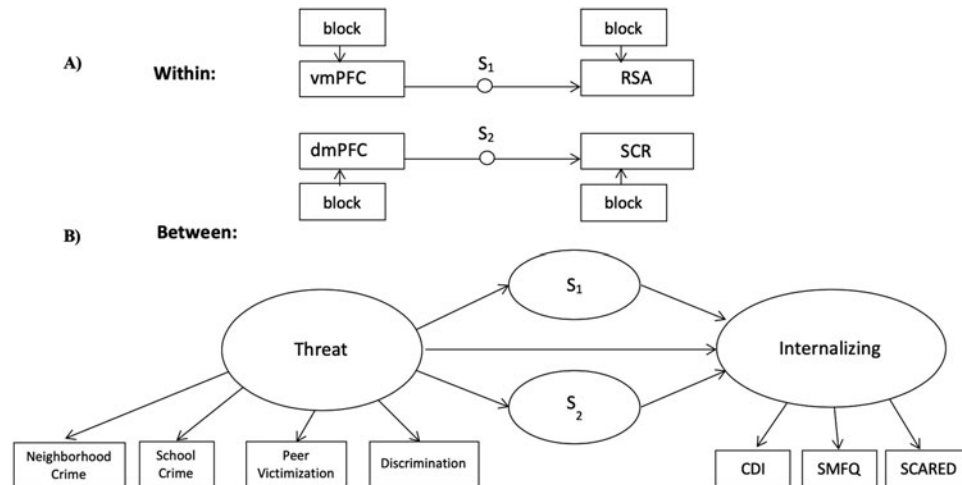 block
block
A)
Within:
S1
vmPFC
RSA
S2
dmPFC
SCR
block
block
B)
Between:
S1
Threat
Internalizing
S2
Neighborhood
Crime
School
Crime
Peer
Victimization
Discrimination
CDI
SMFQ
SCARED